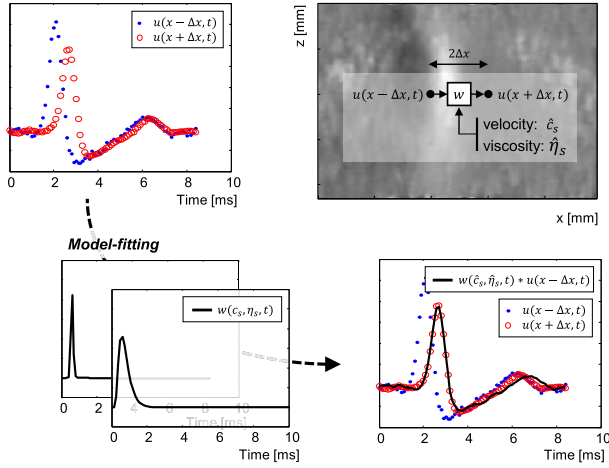 u(x − Δx, t)
u(x + Δx, t)
0 2 4 6 8 10
Time [ms]
z [mm]
2Δx
u(x − Δx, t) w u(x + Δx, t)
velocity: ĉₛ
viscosity: η̂ₛ
x [mm]
Model-fitting
w(cₛ, ηₛ, t)
0 2 4 6 8 10
Time [ms]
0 2 4 6 8 10
Time [ms]
w(ĉₛ, η̂ₛ, t) ∗ u(x − Δx, t)
u(x − Δx, t)
u(x + Δx, t)
0 2 4 6 8 10
Time [ms]